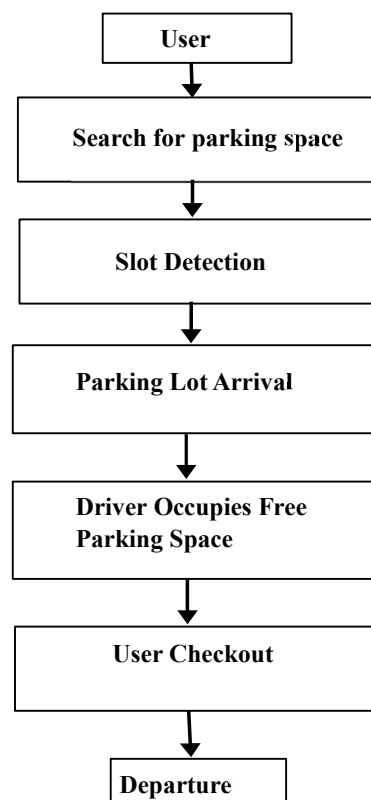 User
Search for parking space
Slot Detection
Parking Lot Arrival
Driver Occupies Free
Parking Space
User Checkout
Departure